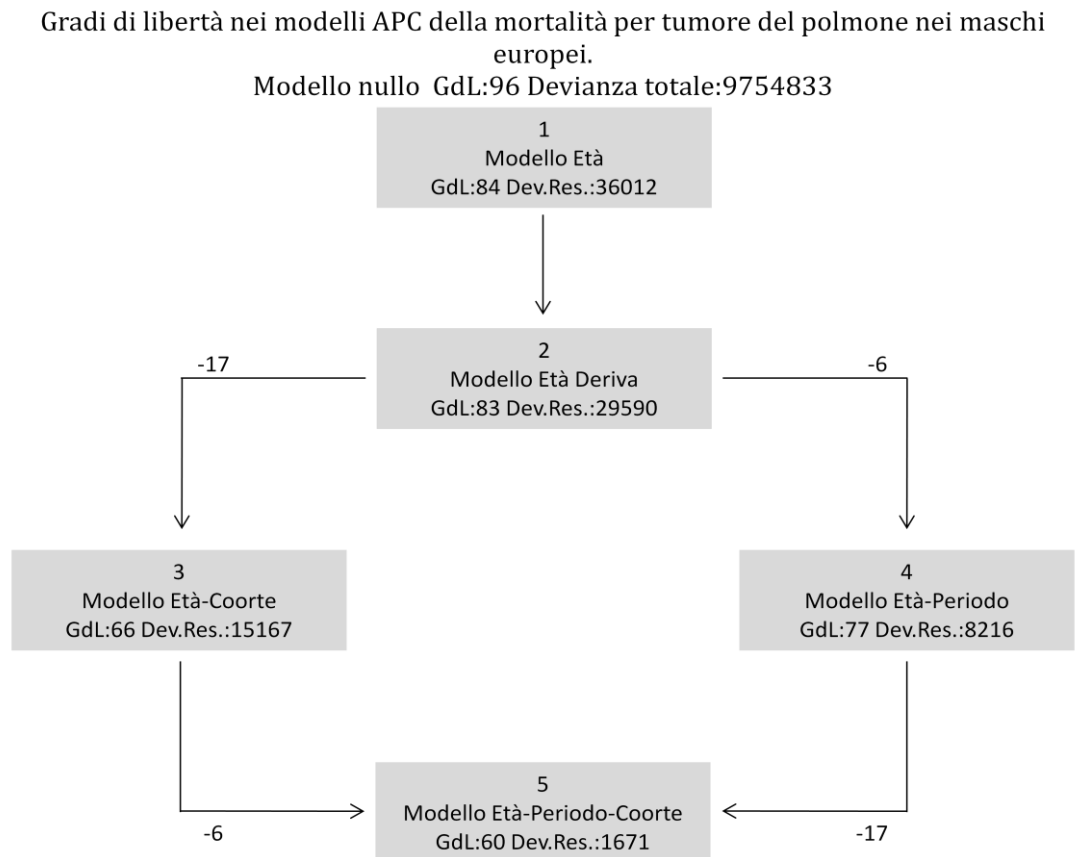 Gradi di libertà nei modelli APC della mortalità per tumore del polmone nei maschi
europei.
Modello nullo  GdL:96 Devianza totale:9754833
1
Modello Età
GdL:84 Dev.Res.:36012
-17
2
Modello Età Deriva
GdL:83 Dev.Res.:29590
-6
3
Modello Età-Coorte
GdL:66 Dev.Res.:15167
4
Modello Età-Periodo
GdL:77 Dev.Res.:8216
-6
5
Modello Età-Periodo-Coorte
GdL:60 Dev.Res.:1671
-17